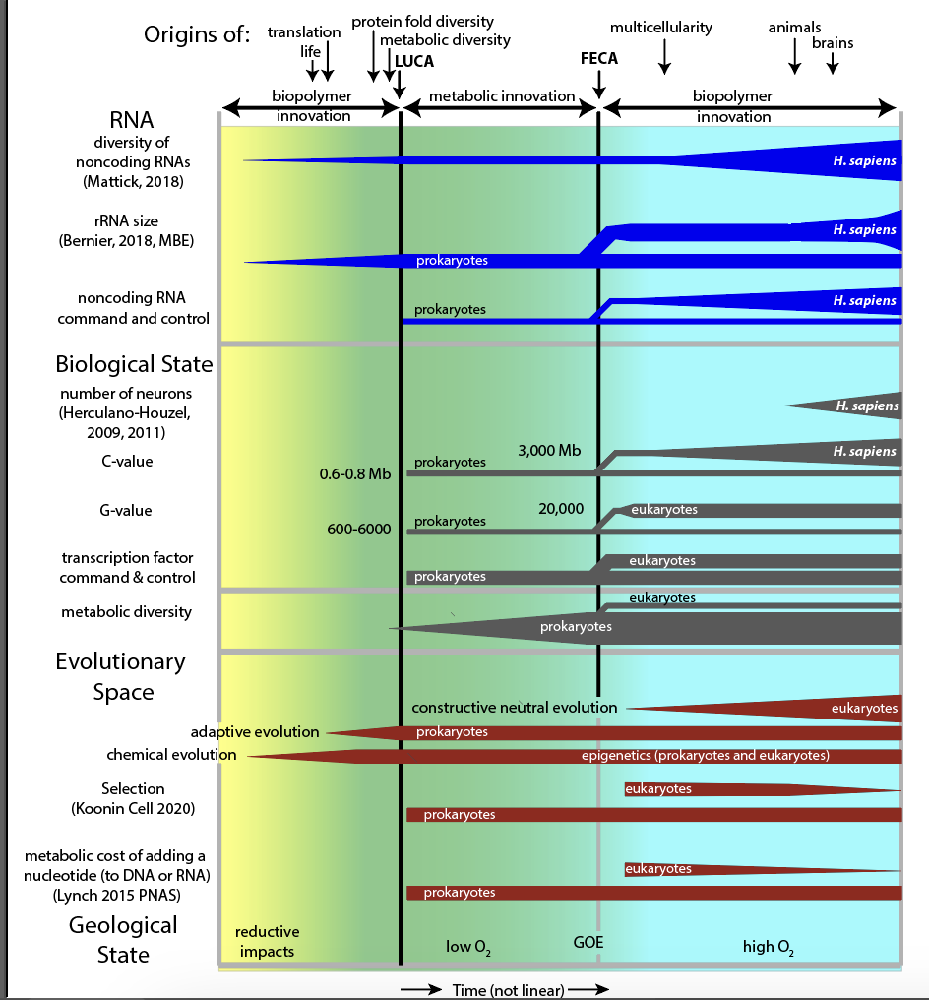 Origins of:
translation
life
protein fold diversity
metabolic diversity
LUCA
FECA
multicellularity
animals
brains
biopolymer
innovation
metabolic innovation
biopolymer
innovation
RNA
diversity of
noncoding RNAs
(Mattick, 2018)
H. sapiens
rRNA size
(Bernier, 2018, MBE)
H. sapiens
prokaryotes
noncoding RNA
command and control
prokaryotes
H. sapiens
Biological State
number of neurons
(Herculano-Houzel,
2009, 2011)
H. sapiens
C-value
0.6-0.8 Mb
prokaryotes
3,000 Mb
H. sapiens
G-value
600-6000
prokaryotes
20,000
eukaryotes
transcription factor
command & control
prokaryotes
eukaryotes
metabolic diversity
eukaryotes
prokaryotes
Evolutionary
Space
constructive neutral evolution
eukaryotes
adaptive evolution
prokaryotes
chemical evolution
epigenetics (prokaryotes and eukaryotes)
Selection
(Koonin Cell 2020)
eukaryotes
prokaryotes
metabolic cost of adding a
nucleotide (to DNA or RNA)
(Lynch 2015 PNAS)
eukaryotes
prokaryotes
Geological
State
reductive
impacts
low O₂
GOE
high O₂
Time (not linear)